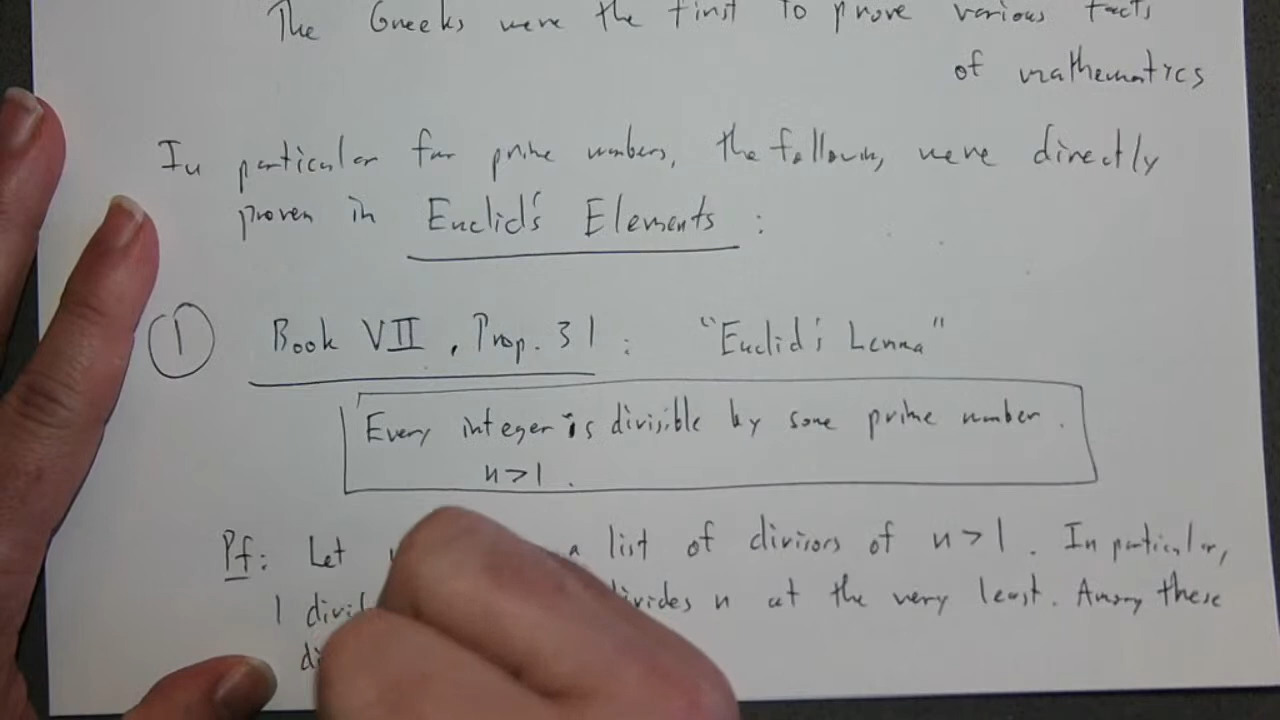 The Greeks were the first to prove various facts
of mathematics
In particular for prime numbers, the following were directly
proven in Euclid's Elements :
1 Book VII, Prop. 31 : "Euclid's Lemma"
Every integer is divisible by some prime number.
n>1.
Pf: Let a list of divisors of n>1. In particular,
1 divides n at the very least. Among these